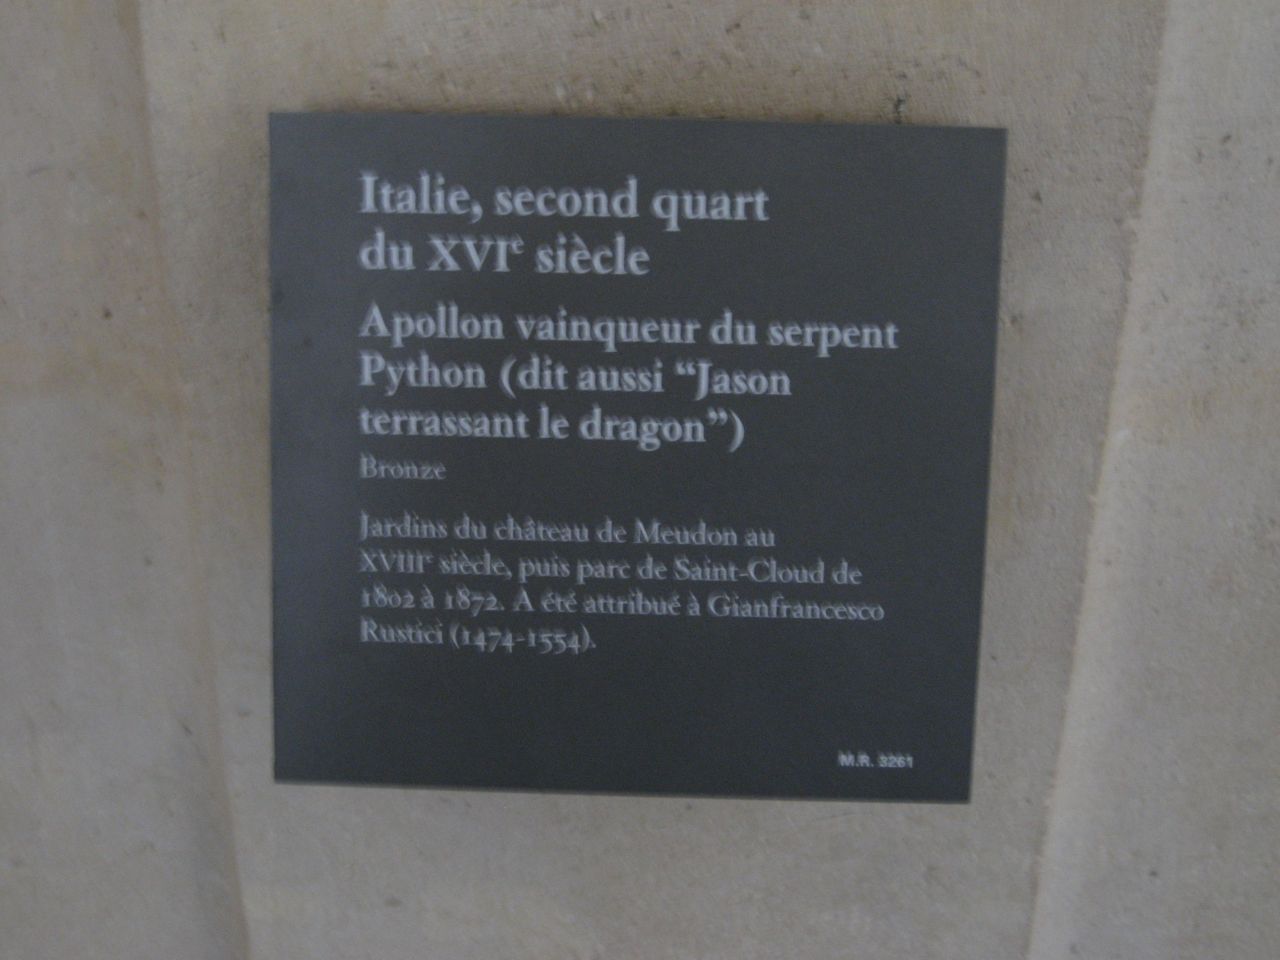 Italie, second quart
du XVIe siècle
Apollon vainqueur du serpent
Python (dit aussi “Jason
terrassant le dragon”)
Bronze
Jardins du château de Meudon au
XVIIIe siècle, puis parc de Saint-Cloud de
1802 à 1872. A été attribué à Gianfrancesco
Rustici (1474-1554).
M.R. 3261